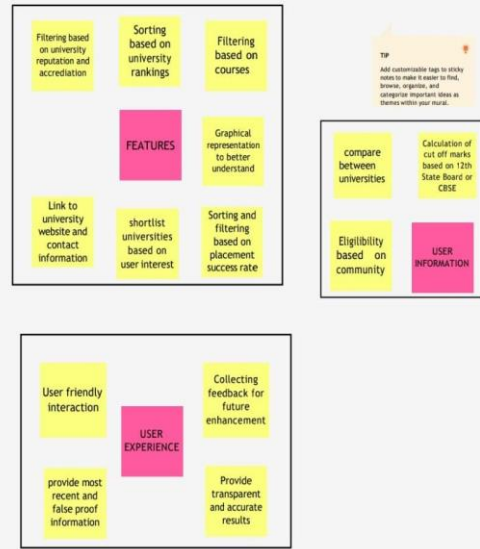 Filtering based
on university
reputation and
accrediation
Sorting
based on
university
rankings
Filtering
based on
courses
FEATURES
Graphical
representation
to better
understand
Link to
university
website and
contact
information
shortlist
universities
based on
user interest
Sorting and
filtering
based on
placement
success rate
TIP
Add customizable tags to sticky
notes to make it easier to find,
browse, organize, and
categorize important ideas as
themes within your mural.
compare
between
universities
Calculation of
cut off marks
based on 12th
State Board or
CBSE
Eligilibility
based on
community
USER
INFORMATION
User friendly
interaction
Collecting
feedback for
future
enhancement
USER
EXPERIENCE
provide most
recent and
false proof
information
Provide
transparent
and accurate
results